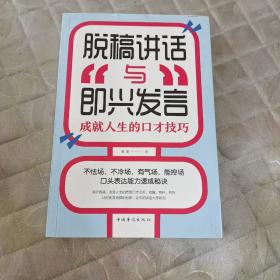 脱稿讲话
“与”
即兴发言
成就人生的口才技巧
不怯场、不冷场、有气场、能控场
口头表达能力速成秘诀
中国华侨出版社